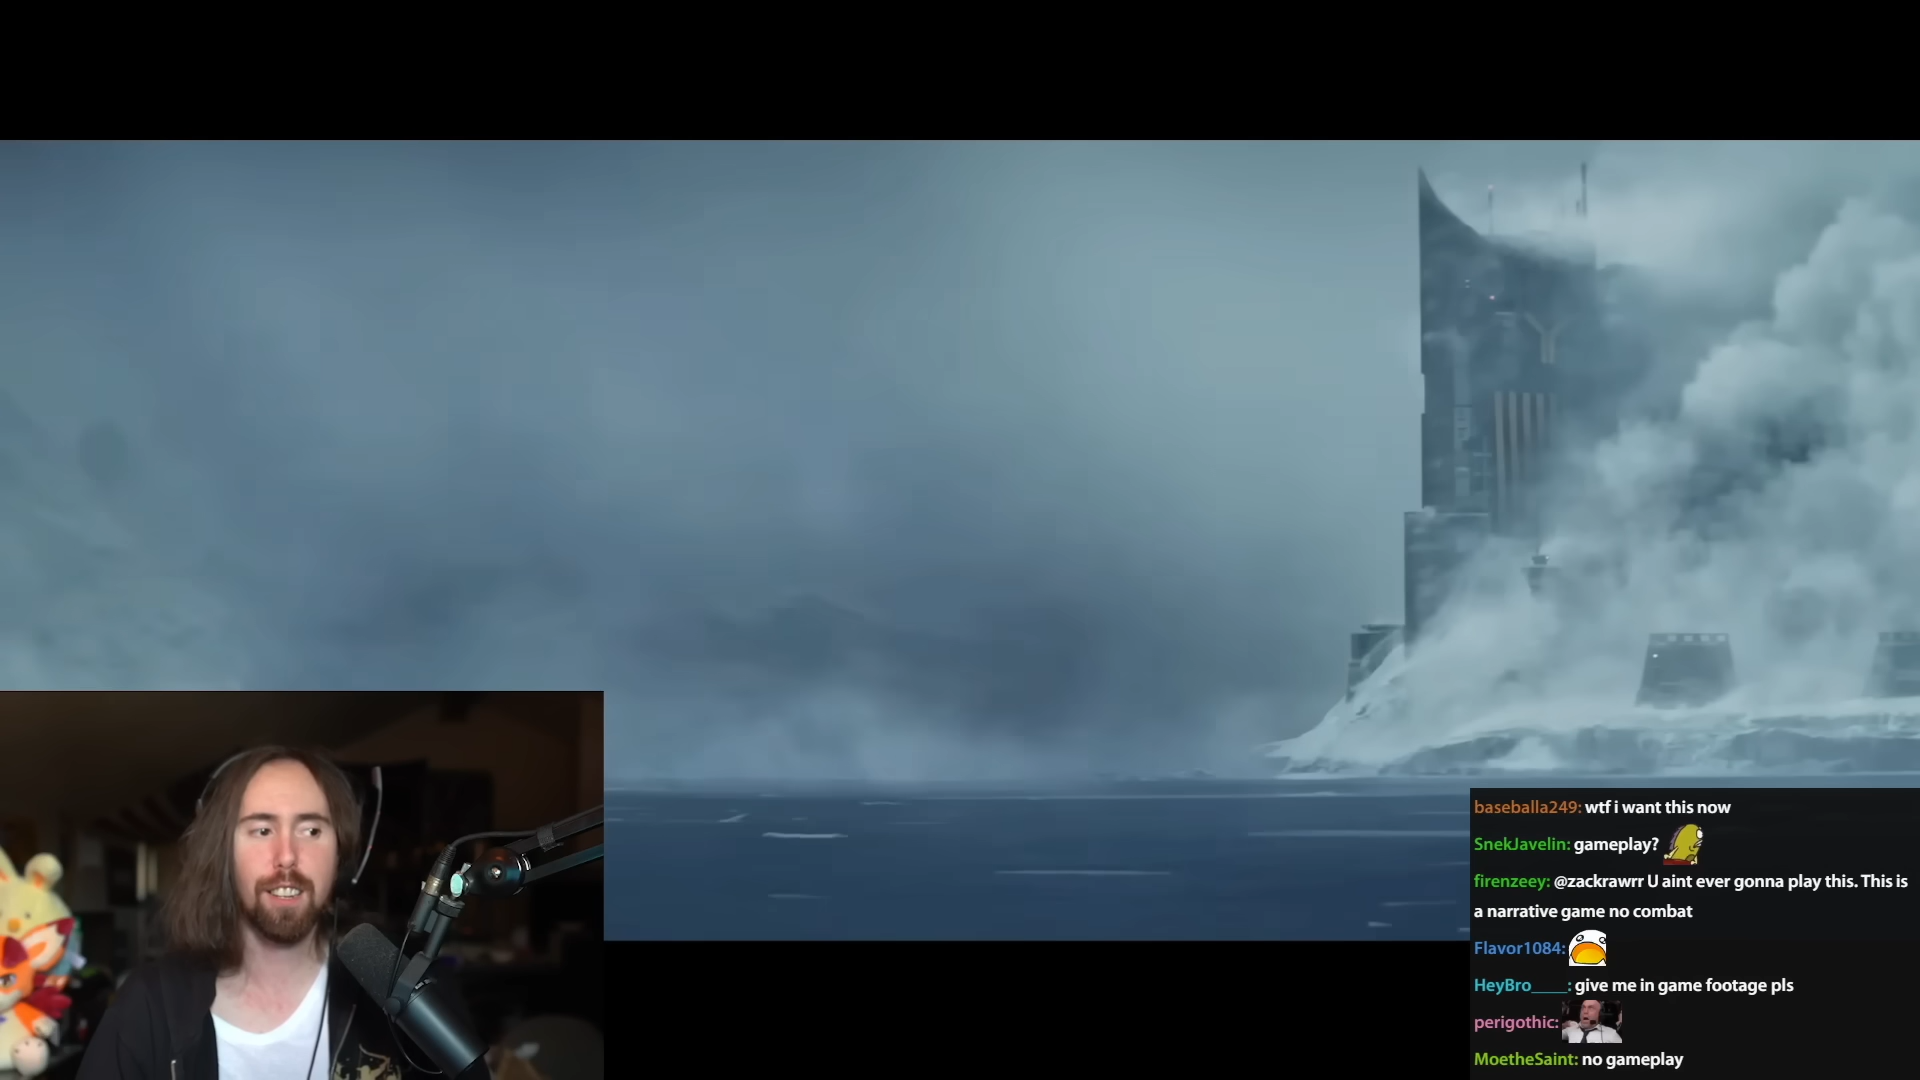 baseballa249: wtf i want this now
SnekJavelin: gameplay?
firenzeey: @zackrawrr U aint ever gonna play this. This is
a narrative game no combat
Flavor1084:
HeyBro____: give me in game footage pls
perigothic:
MoetheSaint: no gameplay